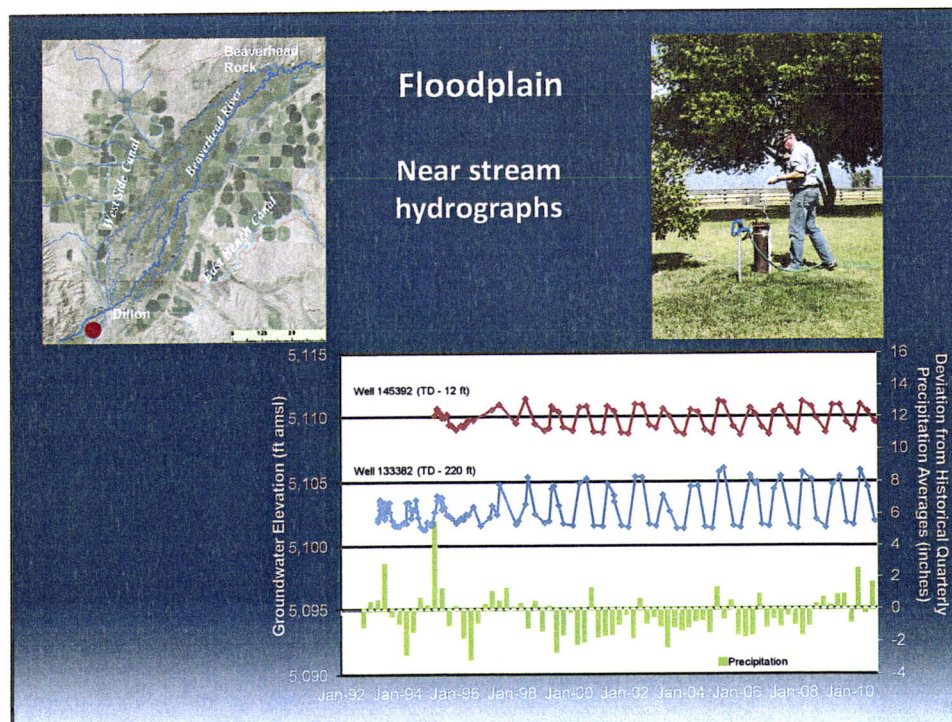 Beaverhead
Rock
West Side Canal
Beaverhead River
East Bench Canal
Dillon
Floodplain
Near stream
hydrographs
Groundwater Elevation (ft amsl)
5,115
5,110
5,105
5,100
5,095
5,090
Well 145392 (TD - 12 ft)
Well 133382 (TD - 220 ft)
Precipitation
Jan-92 Jan-94 Jan-96 Jan-98 Jan-00 Jan-02 Jan-04 Jan-06 Jan-08 Jan-10
16
14
12
10
8
6
4
2
0
-2
-4
Deviation from Historical Quarterly
Precipitation Averages (inches)